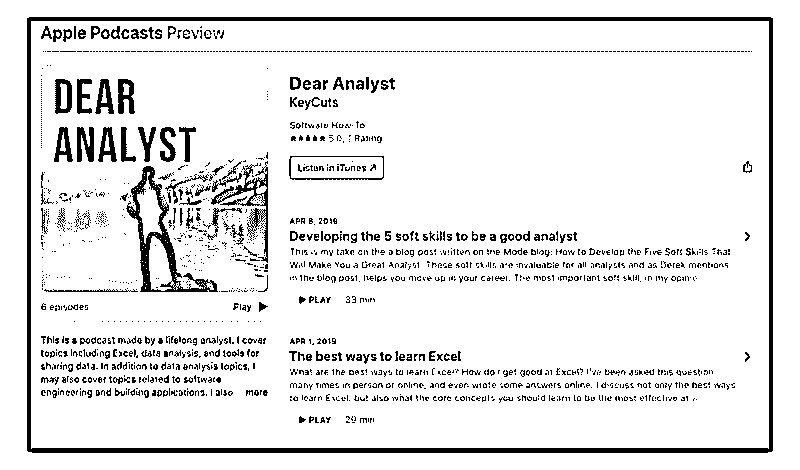 Apple Podcasts Preview
DEAR
ANALYST
Dear Analyst
KeyCuts
Software How-To
★★★★★ 5.0, 1 Rating
Listen in iTunes ↗
APR 8, 2019
Developing the 5 soft skills to be a good analyst
This is my take on the a blog post written on the Mode blog: How to Develop the Five Soft Skills That
Will Make You a Great Analyst. These soft skills are invaluable for all analysts and as Derek mentions
in the blog post, helps you move up in your career. The most important soft skill, in my opinio
▶ PLAY 33 min
6 episodes
Play ▶
This is a podcast made by a lifelong analyst. I cover
topics including Excel, data analysis, and tools for
sharing data. In addition to data analysis topics, I
may also cover topics related to software
engineering and building applications. I also more
APR 1, 2019
The best ways to learn Excel
What are the best ways to learn Excel? How do I get good at Excel? I've been asked this question
many times in person or online, and even wrote some answers online. I discuss not only the best ways
to learn Excel, but also what the core concepts you should learn to be the most effective at
▶ PLAY 29 min